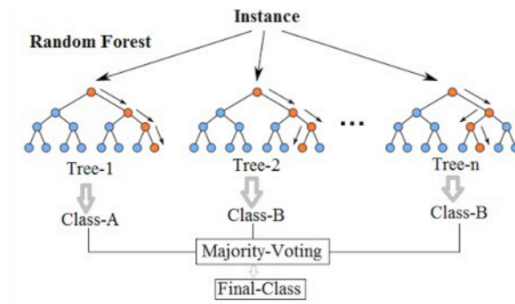 Instance
Random Forest
...
Tree-1
Tree-2
Tree-n
Class-A
Class-B
Class-B
Majority-Voting
Final-Class